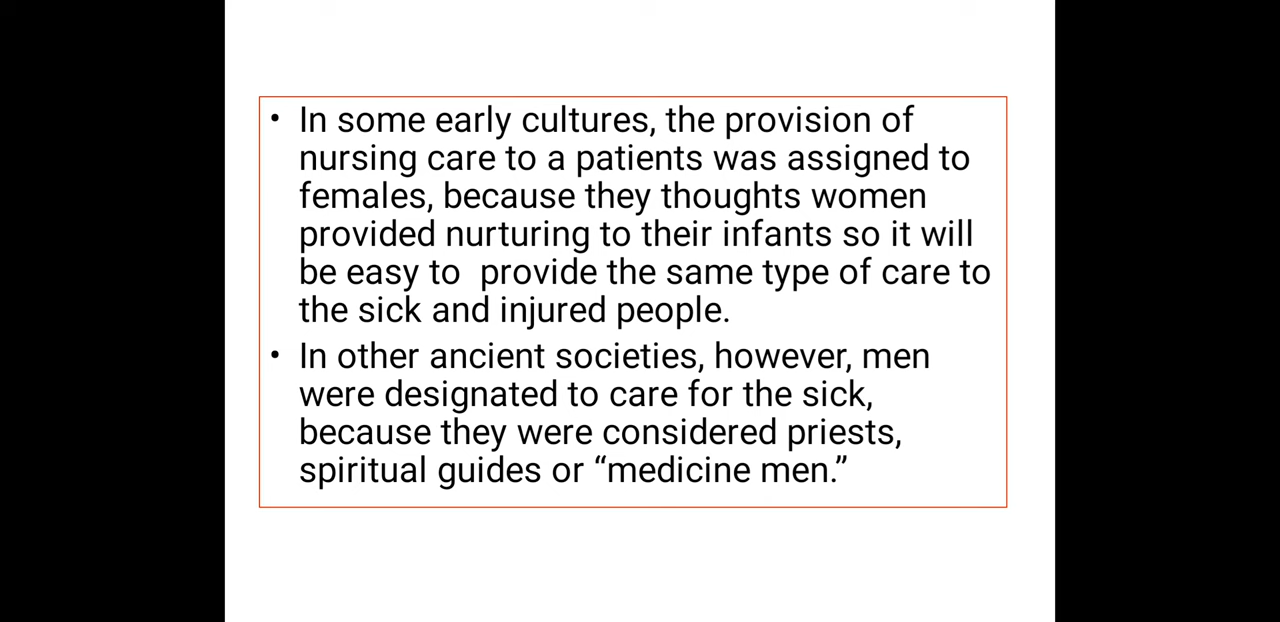 • In some early cultures, the provision of
nursing care to a patients was assigned to
females, because they thoughts women
provided nurturing to their infants so it will
be easy to  provide the same type of care to
the sick and injured people.
• In other ancient societies, however, men
were designated to care for the sick,
because they were considered priests,
spiritual guides or “medicine men.”